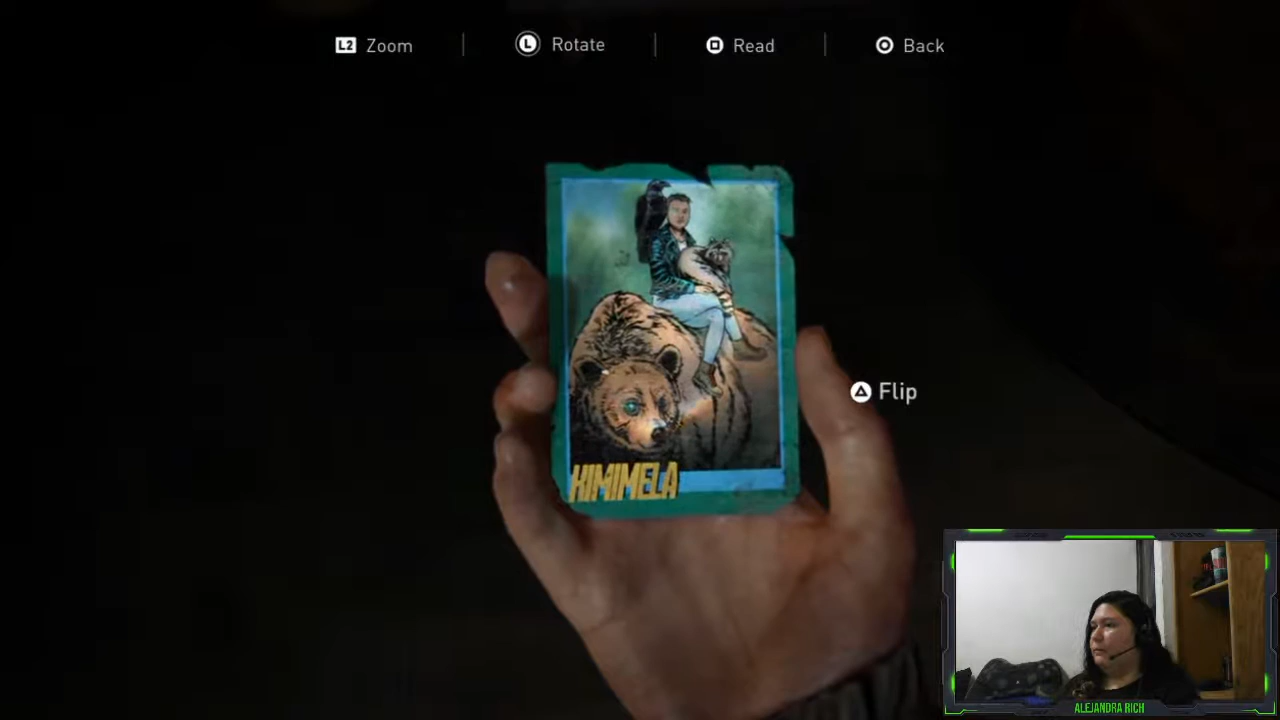 L2 Zoom
L Rotate
Read
Back
Flip
KIMIMELA
ALEJANDRA RICH